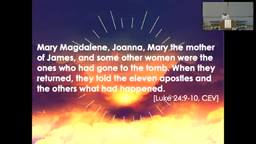 Mary Magdalene, Joanna, Mary the mother
of James, and some other women were the
ones who had gone to the tomb. When they
returned, they told the eleven apostles and
the others what had happened.
[Luke 24:9-10, CEV]